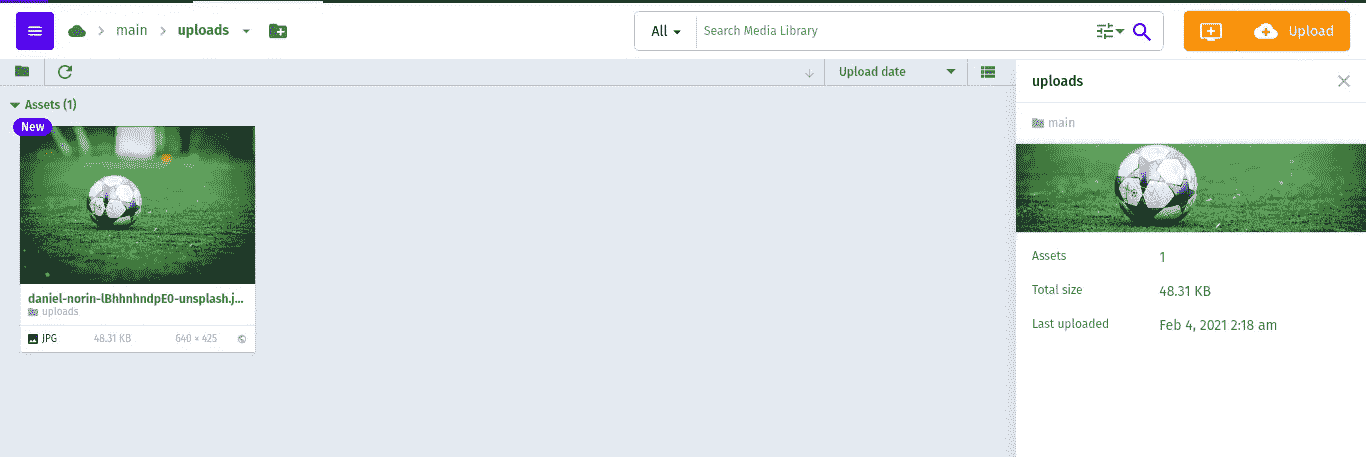 main
uploads
All
Search Media Library
Upload
Upload date
uploads
Assets (1)
New
main
daniel-norin-lBhhnhndpE0-unsplash.j...
uploads
JPG
48.31 KB
640 × 425
Assets
1
Total size
48.31 KB
Last uploaded
Feb 4, 2021 2:18 am